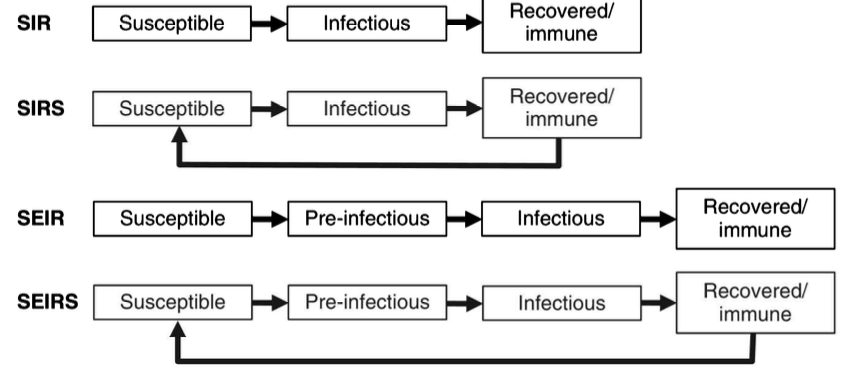 SIR Susceptible Infectious Recovered/
immune
SIRS Susceptible Infectious Recovered/
immune
SEIR Susceptible Pre-infectious Infectious Recovered/
immune
SEIRS Susceptible Pre-infectious Infectious Recovered/
immune